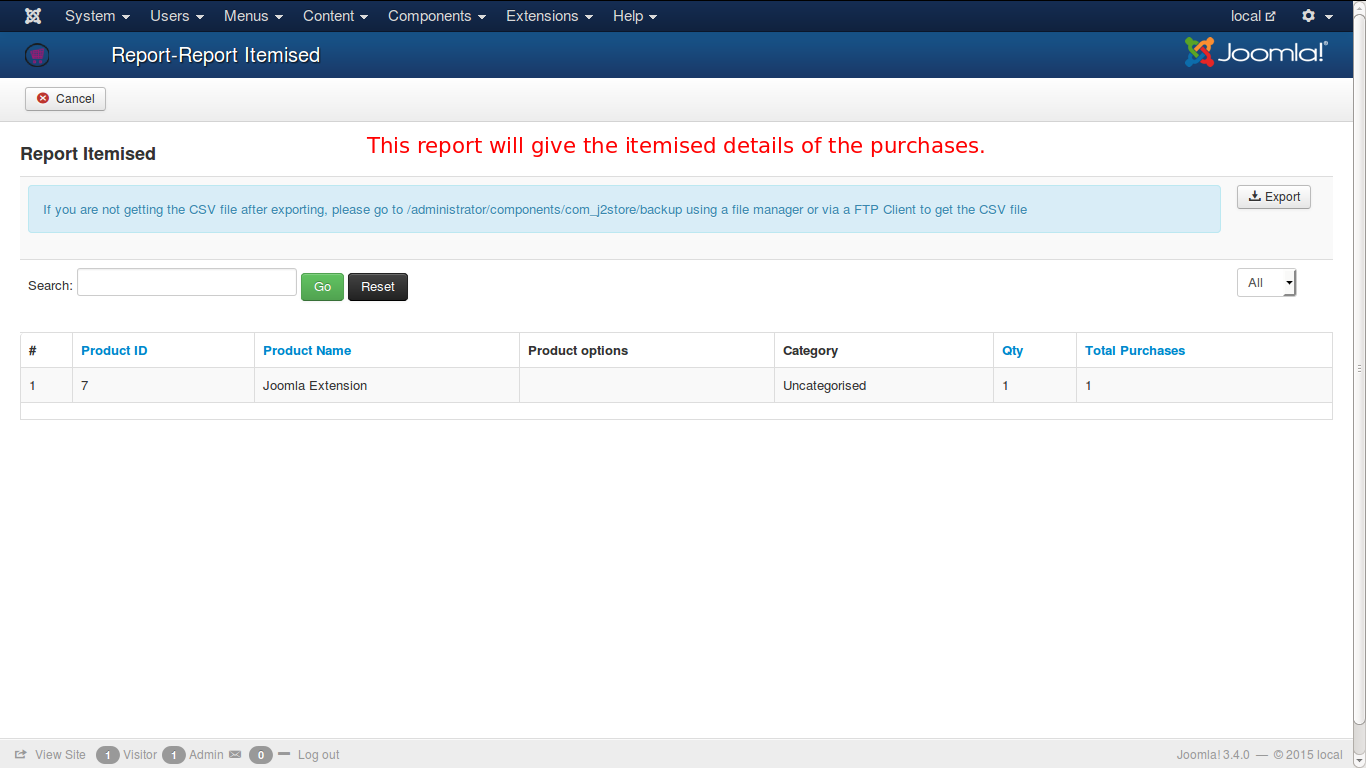 System Users Menus Content Components Extensions Help local
Report-Report Itemised Joomla!®
Cancel
This report will give the itemised details of the purchases.
Report Itemised
If you are not getting the CSV file after exporting, please go to /administrator/components/com_j2store/backup using a file manager or via a FTP Client to get the CSV file Export
Search: Go Reset All
# Product ID Product Name Product options Category Qty Total Purchases
1 7 Joomla Extension Uncategorised 1 1
View Site 1 Visitor 1 Admin 0 Log out Joomla! 3.4.0 — © 2015 local